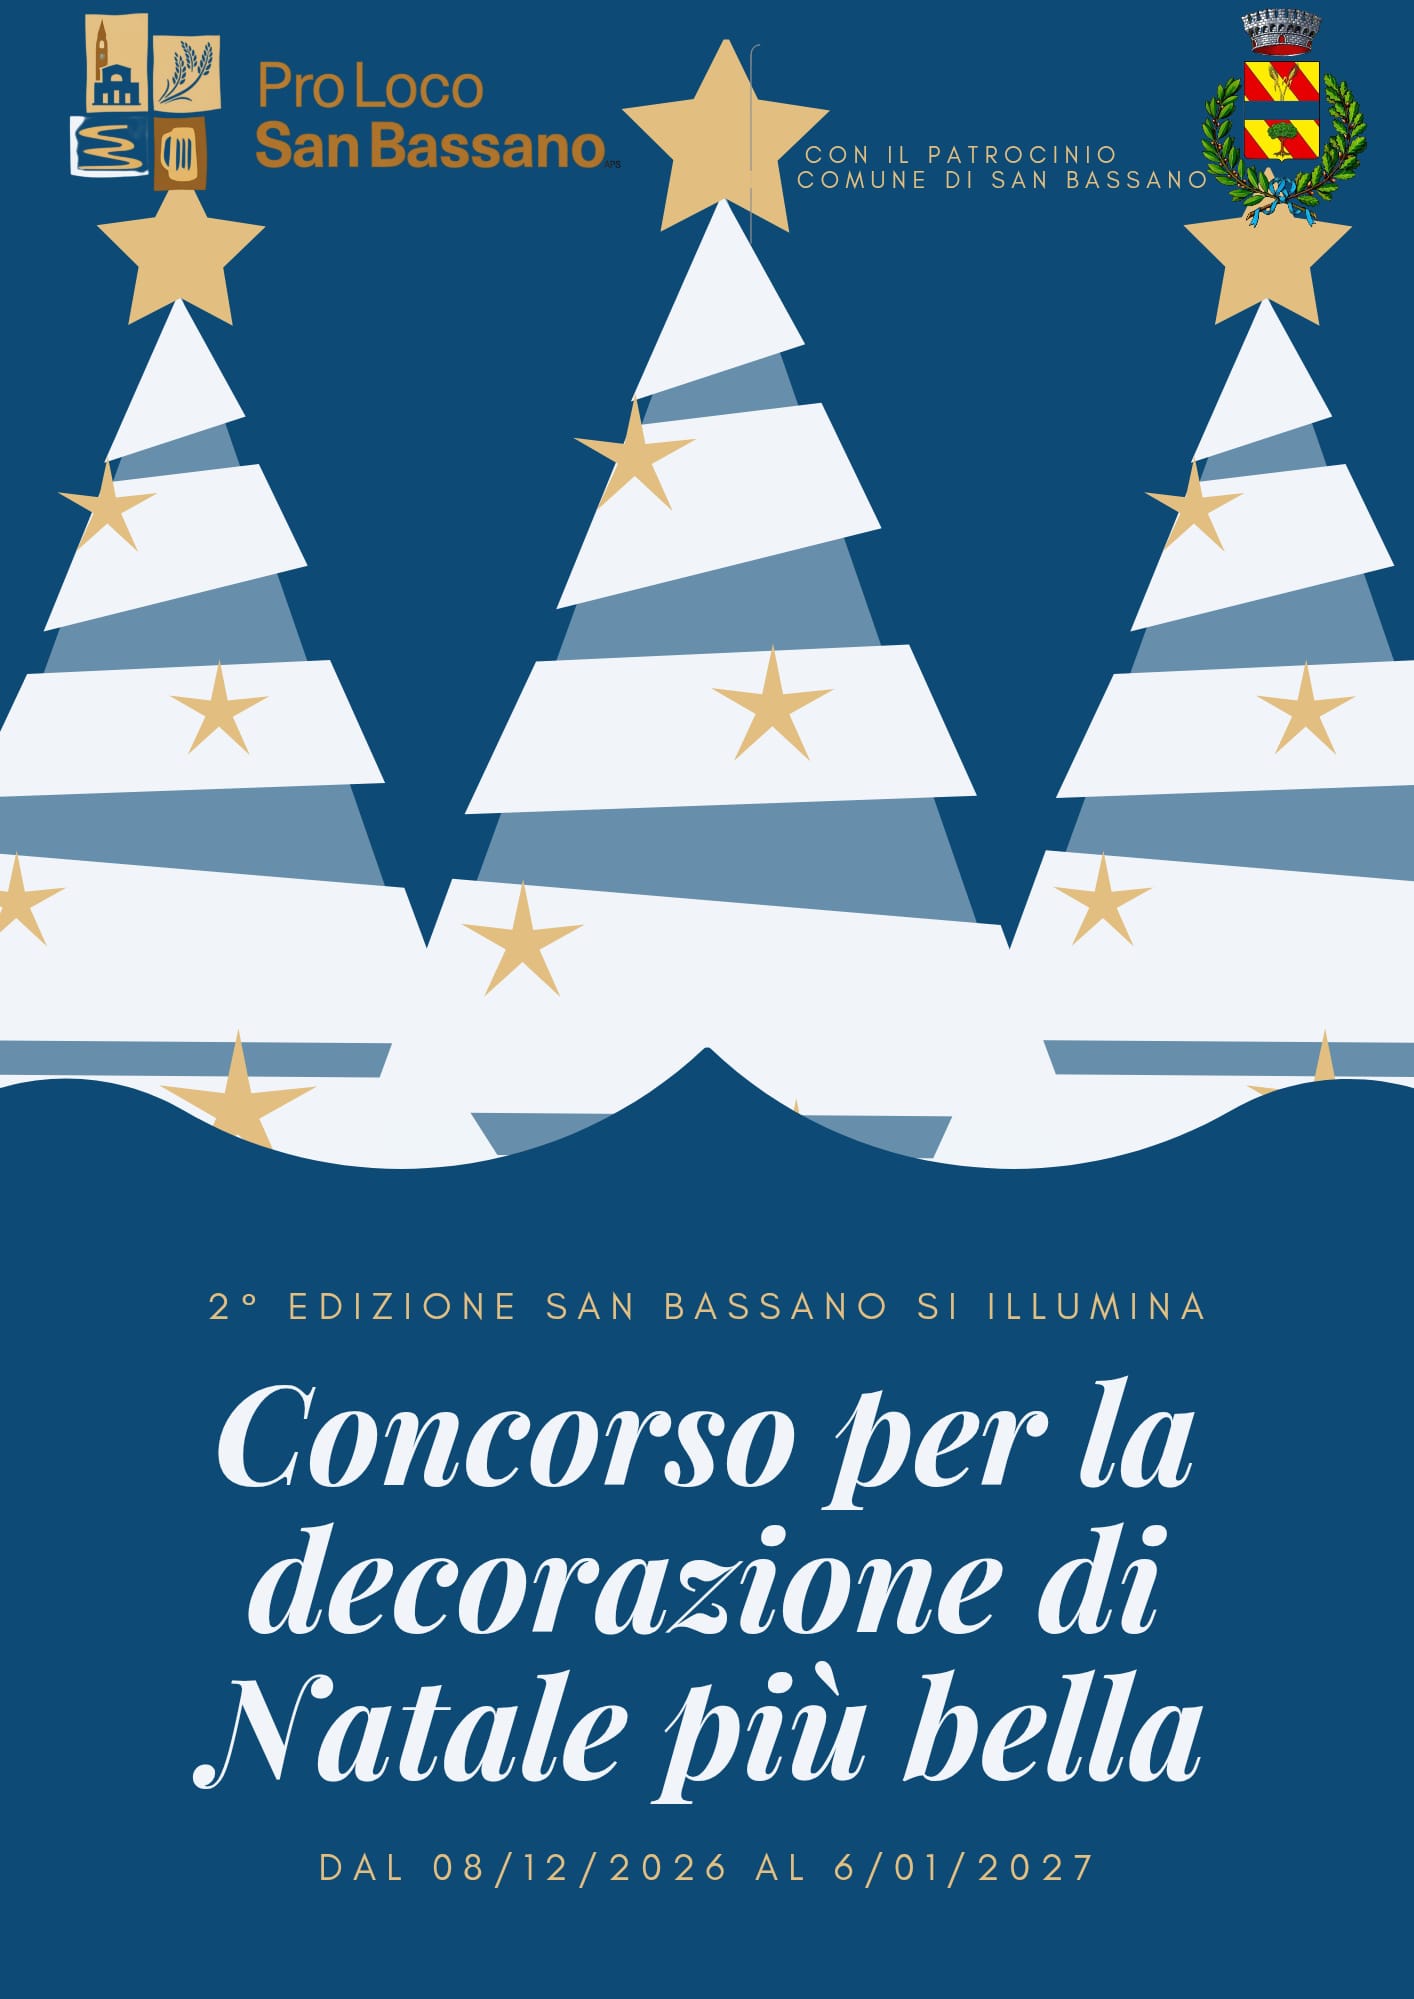 Pro Loco
San Bassano
APS
CON IL PATROCINIO
COMUNE DI SAN BASSANO
2° EDIZIONE SAN BASSANO SI ILLUMINA
Concorso per la
decorazione di
Natale più bella
DAL 08/12/2026 AL 6/01/2027